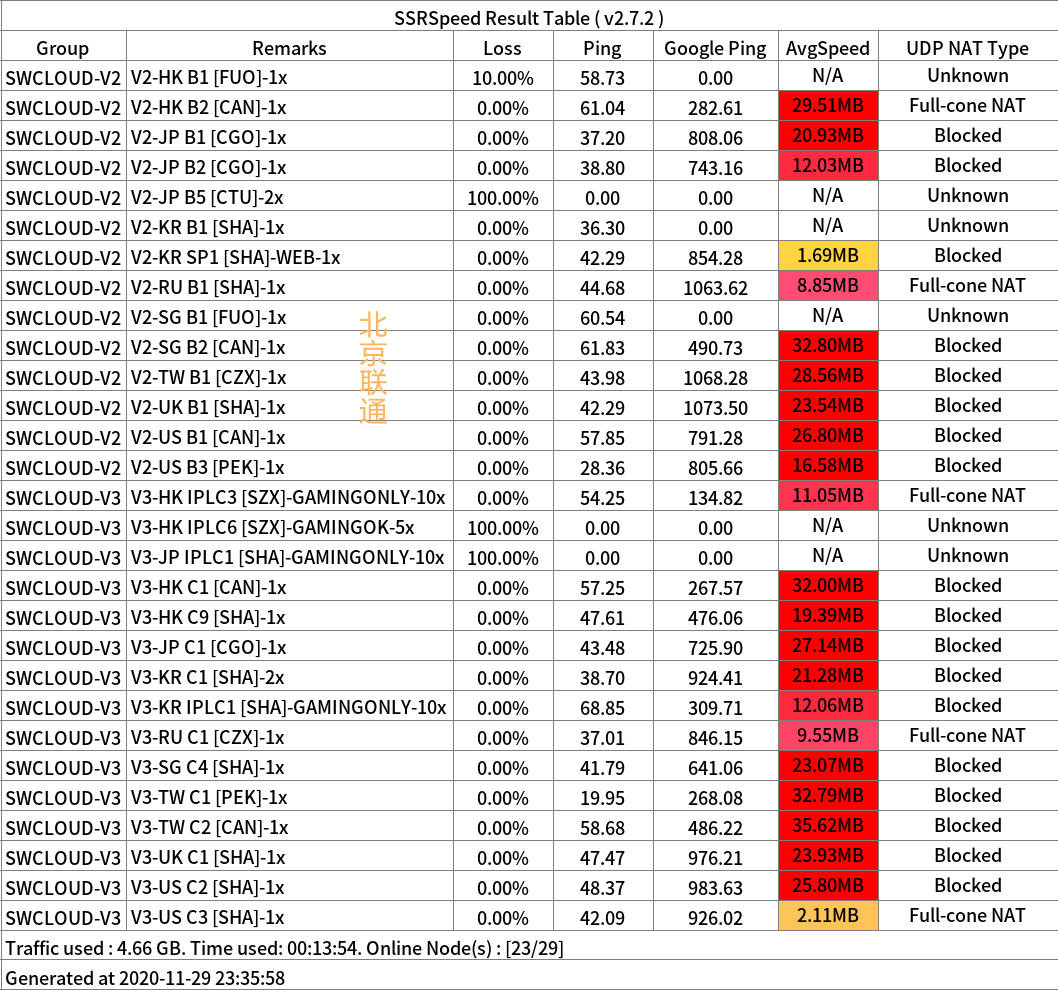 SSRSpeed Result Table ( v2.7.2 )
Group Remarks Loss Ping Google Ping AvgSpeed UDP NAT Type
SWCLOUD-V2 V2-HK B1 [FUO]-1x 10.00% 58.73 0.00 N/A Unknown
SWCLOUD-V2 V2-HK B2 [CAN]-1x 0.00% 61.04 282.61 29.51MB Full-cone NAT
SWCLOUD-V2 V2-JP B1 [CGO]-1x 0.00% 37.20 808.06 20.93MB Blocked
SWCLOUD-V2 V2-JP B2 [CGO]-1x 0.00% 38.80 743.16 12.03MB Blocked
SWCLOUD-V2 V2-JP B5 [CTU]-2x 100.00% 0.00 0.00 N/A Unknown
SWCLOUD-V2 V2-KR B1 [SHA]-1x 0.00% 36.30 0.00 N/A Unknown
SWCLOUD-V2 V2-KR SP1 [SHA]-WEB-1x 0.00% 42.29 854.28 1.69MB Blocked
SWCLOUD-V2 V2-RU B1 [SHA]-1x 0.00% 44.68 1063.62 8.85MB Full-cone NAT
SWCLOUD-V2 V2-SG B1 [FUO]-1x 0.00% 60.54 0.00 N/A Unknown
SWCLOUD-V2 V2-SG B2 [CAN]-1x 0.00% 61.83 490.73 32.80MB Blocked
SWCLOUD-V2 V2-TW B1 [CZX]-1x 0.00% 43.98 1068.28 28.56MB Blocked
SWCLOUD-V2 V2-UK B1 [SHA]-1x 0.00% 42.29 1073.50 23.54MB Blocked
SWCLOUD-V2 V2-US B1 [CAN]-1x 0.00% 57.85 791.28 26.80MB Blocked
SWCLOUD-V2 V2-US B3 [PEK]-1x 0.00% 28.36 805.66 16.58MB Blocked
SWCLOUD-V3 V3-HK IPLC3 [SZX]-GAMINGONLY-10x 0.00% 54.25 134.82 11.05MB Full-cone NAT
SWCLOUD-V3 V3-HK IPLC6 [SZX]-GAMINGOK-5x 100.00% 0.00 0.00 N/A Unknown
SWCLOUD-V3 V3-JP IPLC1 [SHA]-GAMINGONLY-10x 100.00% 0.00 0.00 N/A Unknown
SWCLOUD-V3 V3-HK C1 [CAN]-1x 0.00% 57.25 267.57 32.00MB Blocked
SWCLOUD-V3 V3-HK C9 [SHA]-1x 0.00% 47.61 476.06 19.39MB Blocked
SWCLOUD-V3 V3-JP C1 [CGO]-1x 0.00% 43.48 725.90 27.14MB Blocked
SWCLOUD-V3 V3-KR C1 [SHA]-2x 0.00% 38.70 924.41 21.28MB Blocked
SWCLOUD-V3 V3-KR IPLC1 [SHA]-GAMINGONLY-10x 0.00% 68.85 309.71 12.06MB Blocked
SWCLOUD-V3 V3-RU C1 [CZX]-1x 0.00% 37.01 846.15 9.55MB Full-cone NAT
SWCLOUD-V3 V3-SG C4 [SHA]-1x 0.00% 41.79 641.06 23.07MB Blocked
SWCLOUD-V3 V3-TW C1 [PEK]-1x 0.00% 19.95 268.08 32.79MB Blocked
SWCLOUD-V3 V3-TW C2 [CAN]-1x 0.00% 58.68 486.22 35.62MB Blocked
SWCLOUD-V3 V3-UK C1 [SHA]-1x 0.00% 47.47 976.21 23.93MB Blocked
SWCLOUD-V3 V3-US C2 [SHA]-1x 0.00% 48.37 983.63 25.80MB Blocked
SWCLOUD-V3 V3-US C3 [SHA]-1x 0.00% 42.09 926.02 2.11MB Full-cone NAT
Traffic used : 4.66 GB. Time used: 00:13:54. Online Node(s) : [23/29]
Generated at 2020-11-29 23:35:58
北京联通